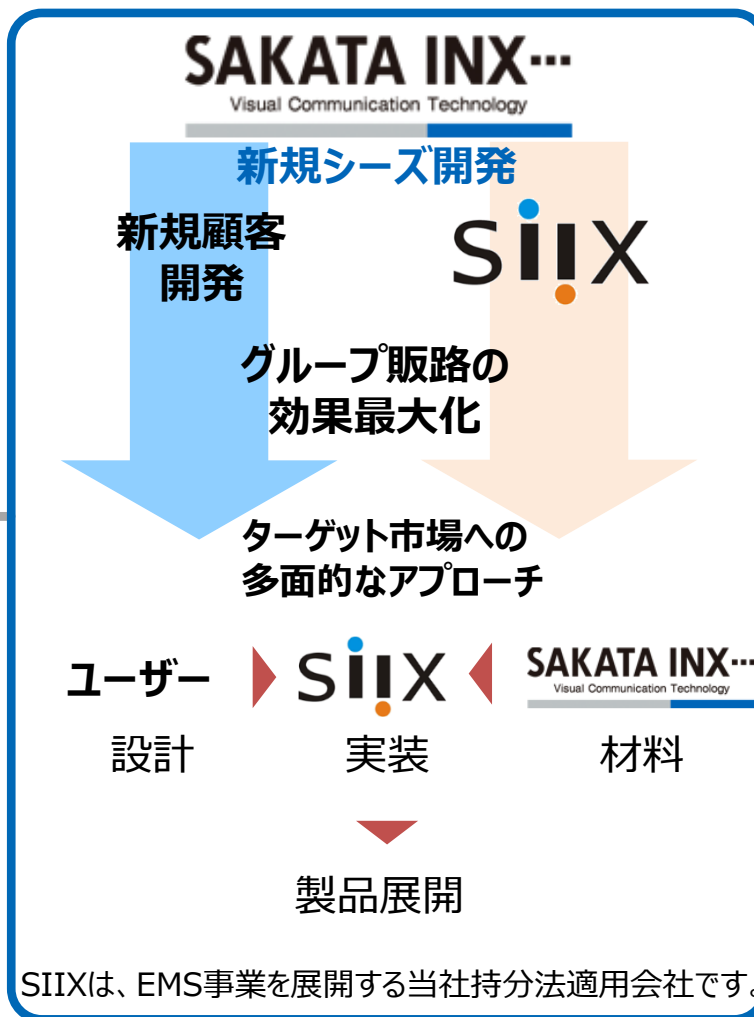 SAKATA INX
Visual Communication Technology
新規シーズ開発
新規顧客
開発
SIIX
グループ販路の
効果最大化
ターゲット市場への
多面的なアプローチ
ユーザー
SIIX
SAKATA INX
Visual Communication Technology
設計
実装
材料
製品展開
SIIXは、EMS事業を展開する当社持分法適用会社です。